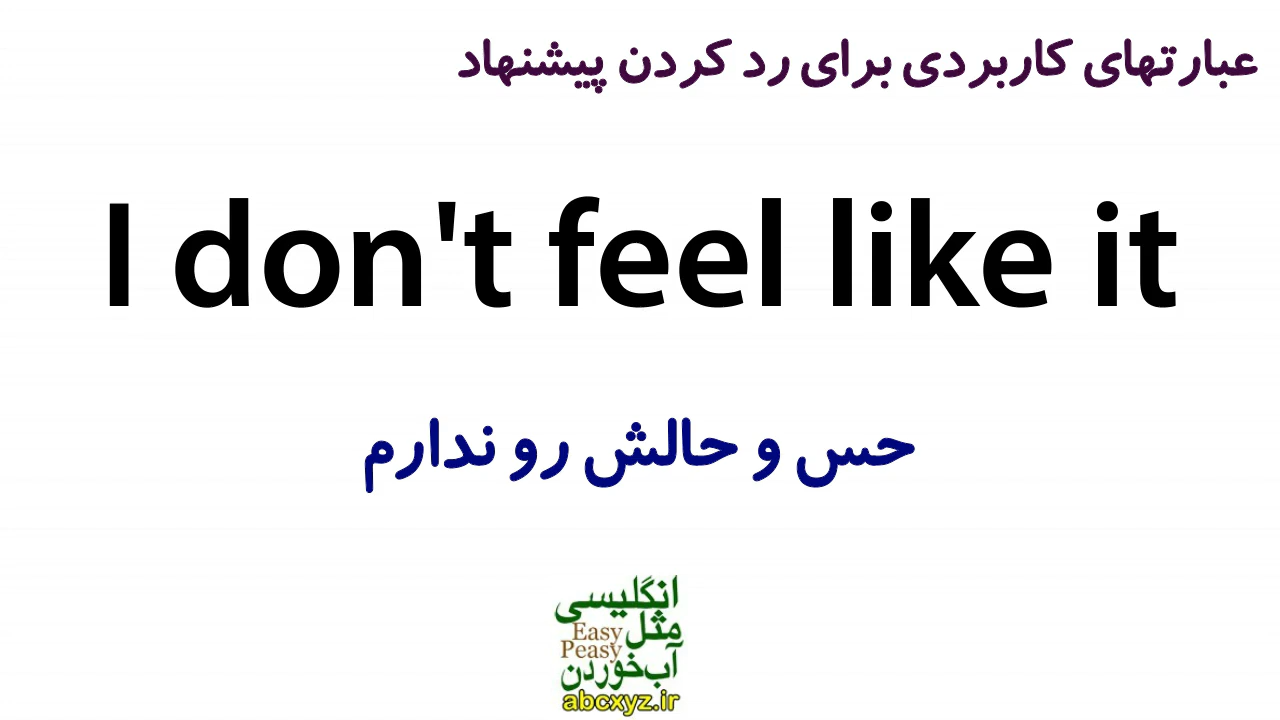 عبارتهای کاربردی برای رد کردن پیشنهاد
I don't feel like it
حس و حالش رو ندارم
انگلیسی
مثل
Easy
Peasy
آب خوردن
abcxyz.ir